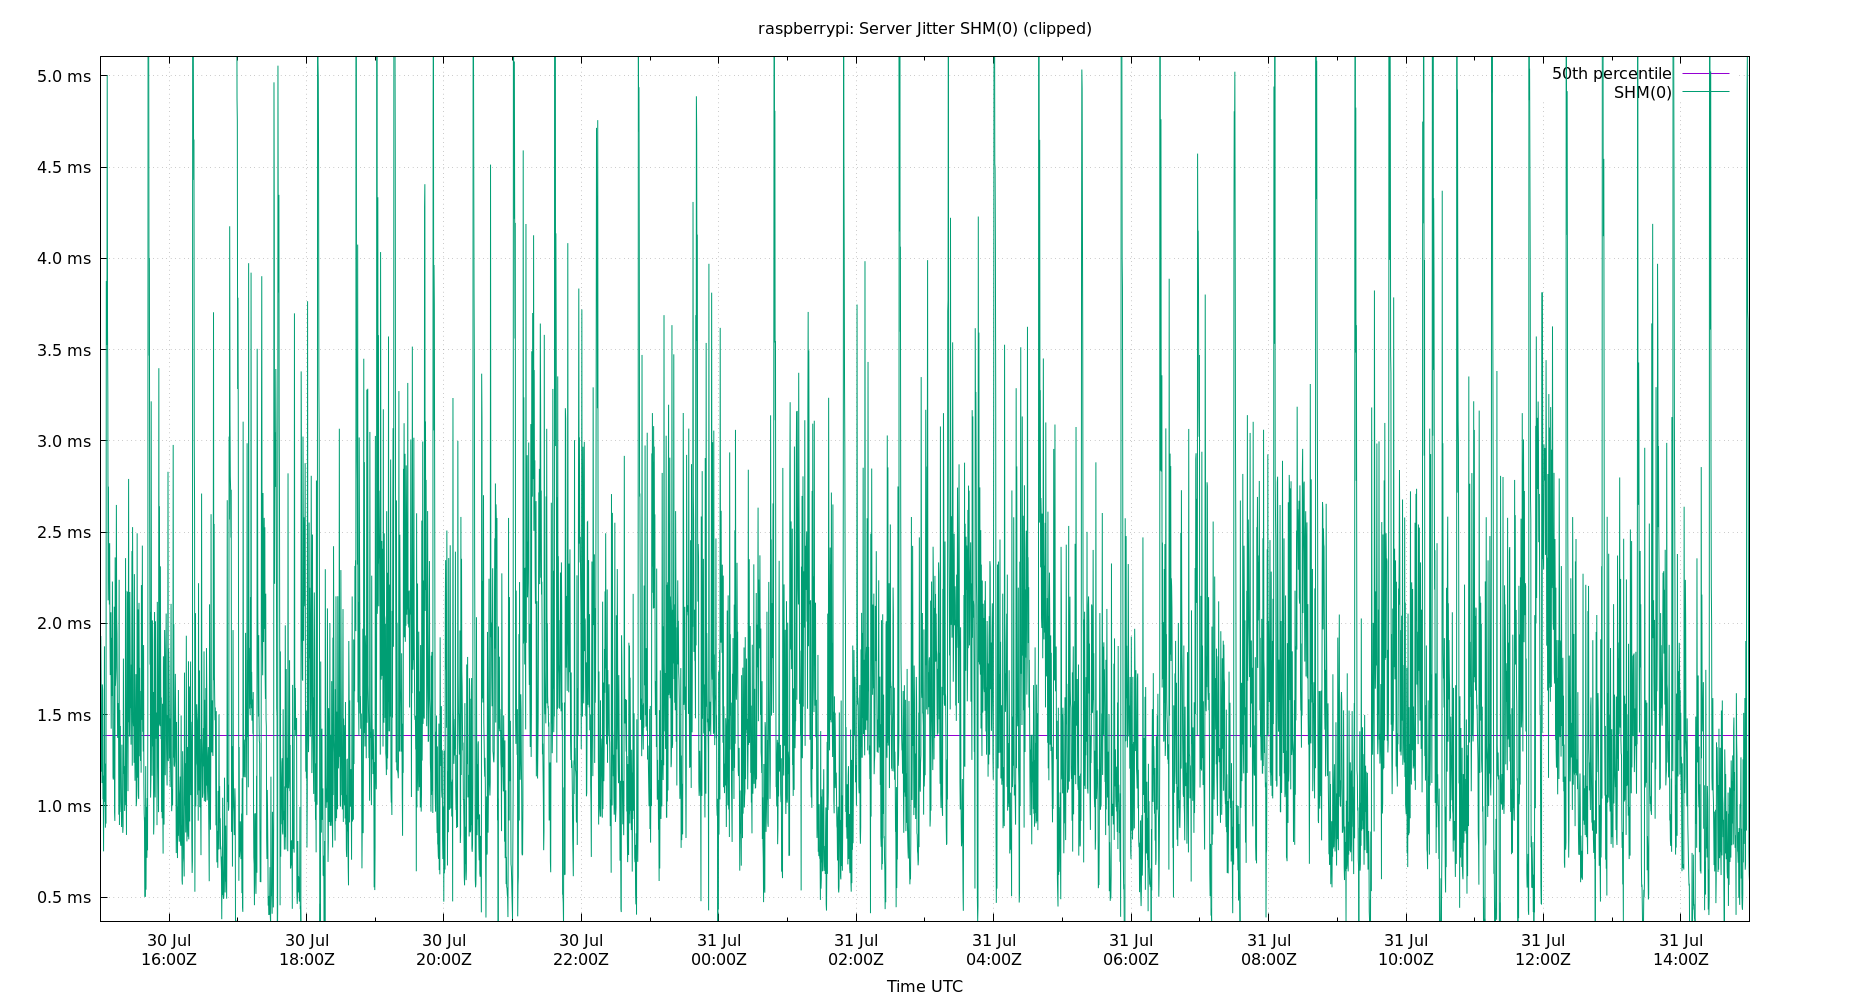 raspberrypi: Server Jitter SHM(0) (clipped)
50th percentile
SHM(0)
5.0 ms
4.5 ms
4.0 ms
3.5 ms
3.0 ms
2.5 ms
2.0 ms
1.5 ms
1.0 ms
0.5 ms
30 Jul 30 Jul 30 Jul 30 Jul 31 Jul 31 Jul 31 Jul 31 Jul 31 Jul 31 Jul 31 Jul 31 Jul
16:00Z 18:00Z 20:00Z 22:00Z 00:00Z 02:00Z 04:00Z 06:00Z 08:00Z 10:00Z 12:00Z 14:00Z
Time UTC